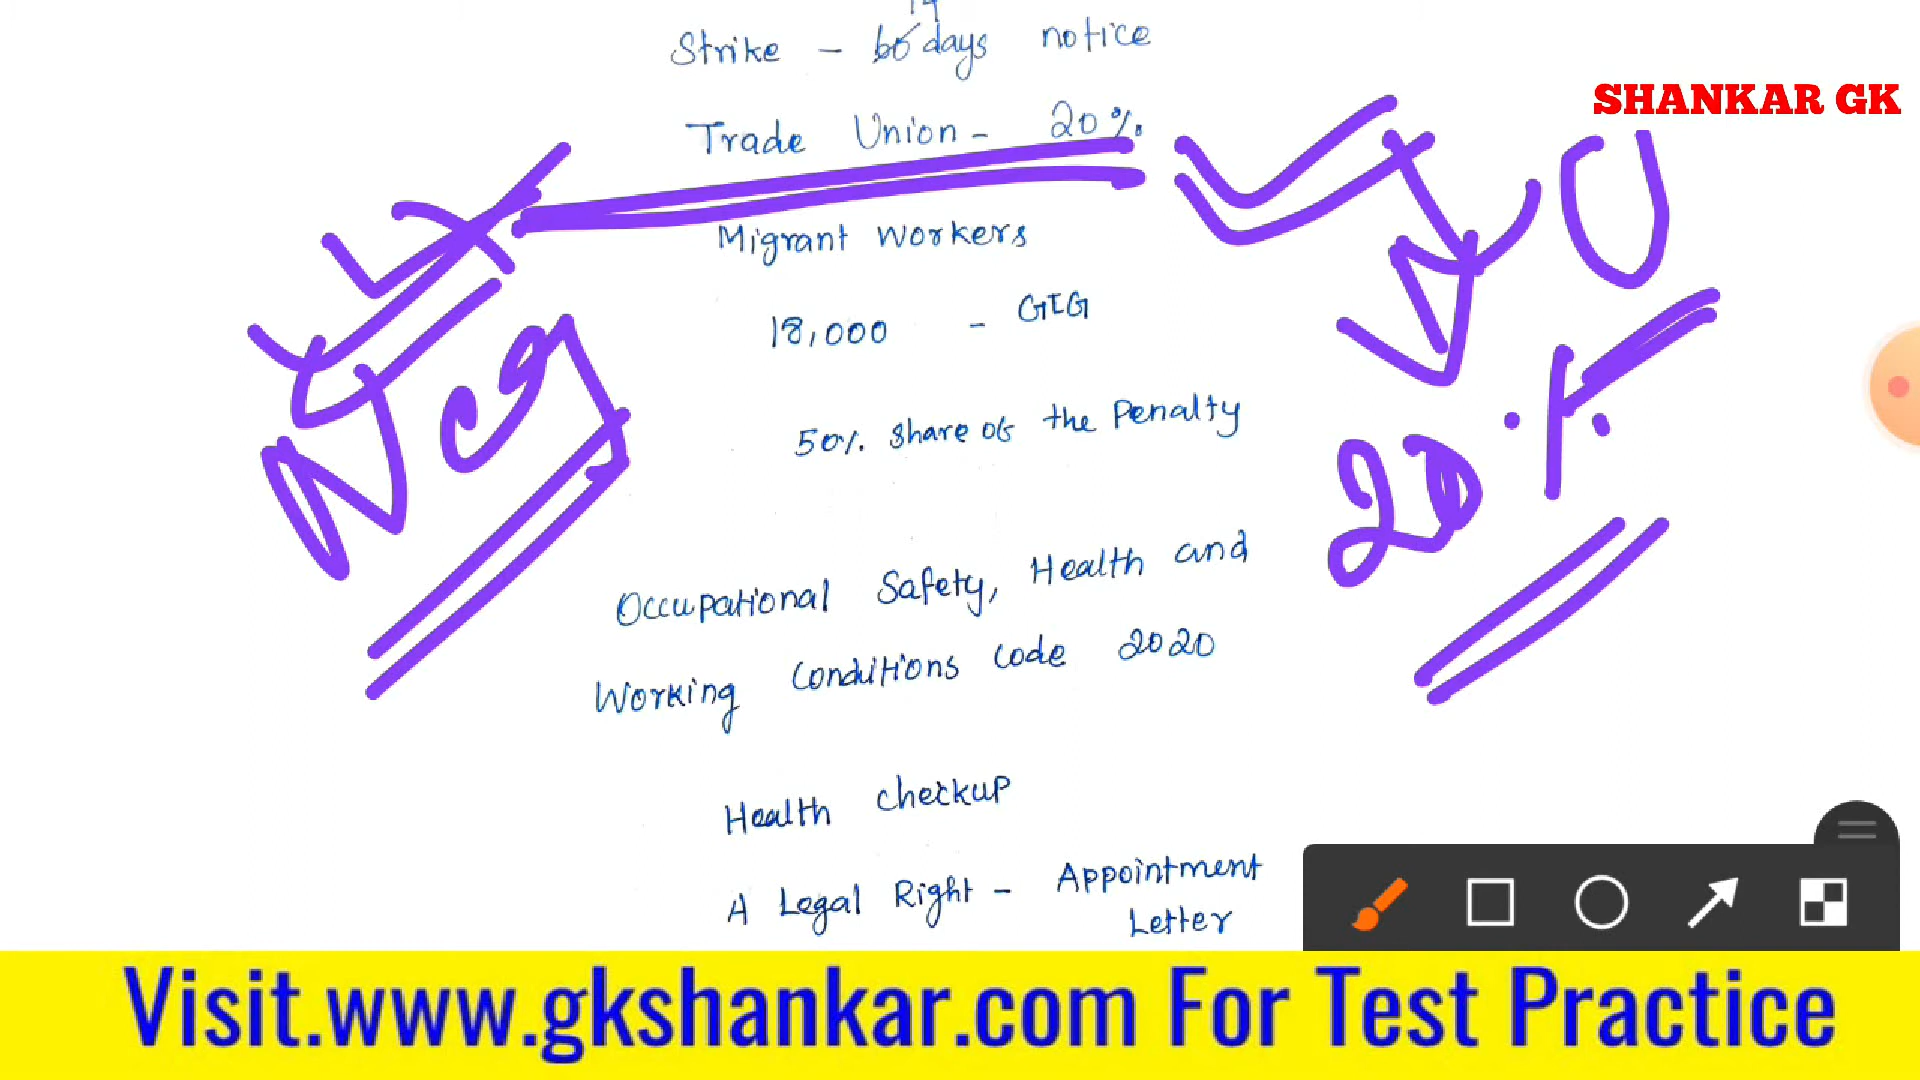 14
Strike - 60 days notice
SHANKAR GK
Trade Union - 20%.
Migrant Workers
18,000 - GIG
Neg
20%
50%. share of the Penalty
Occupational Safety, Health and
Working Conditions Code 2020
Health checkup
A Legal Right - Appointment
Letter
Visit.www.gkshankar.com For Test Practice